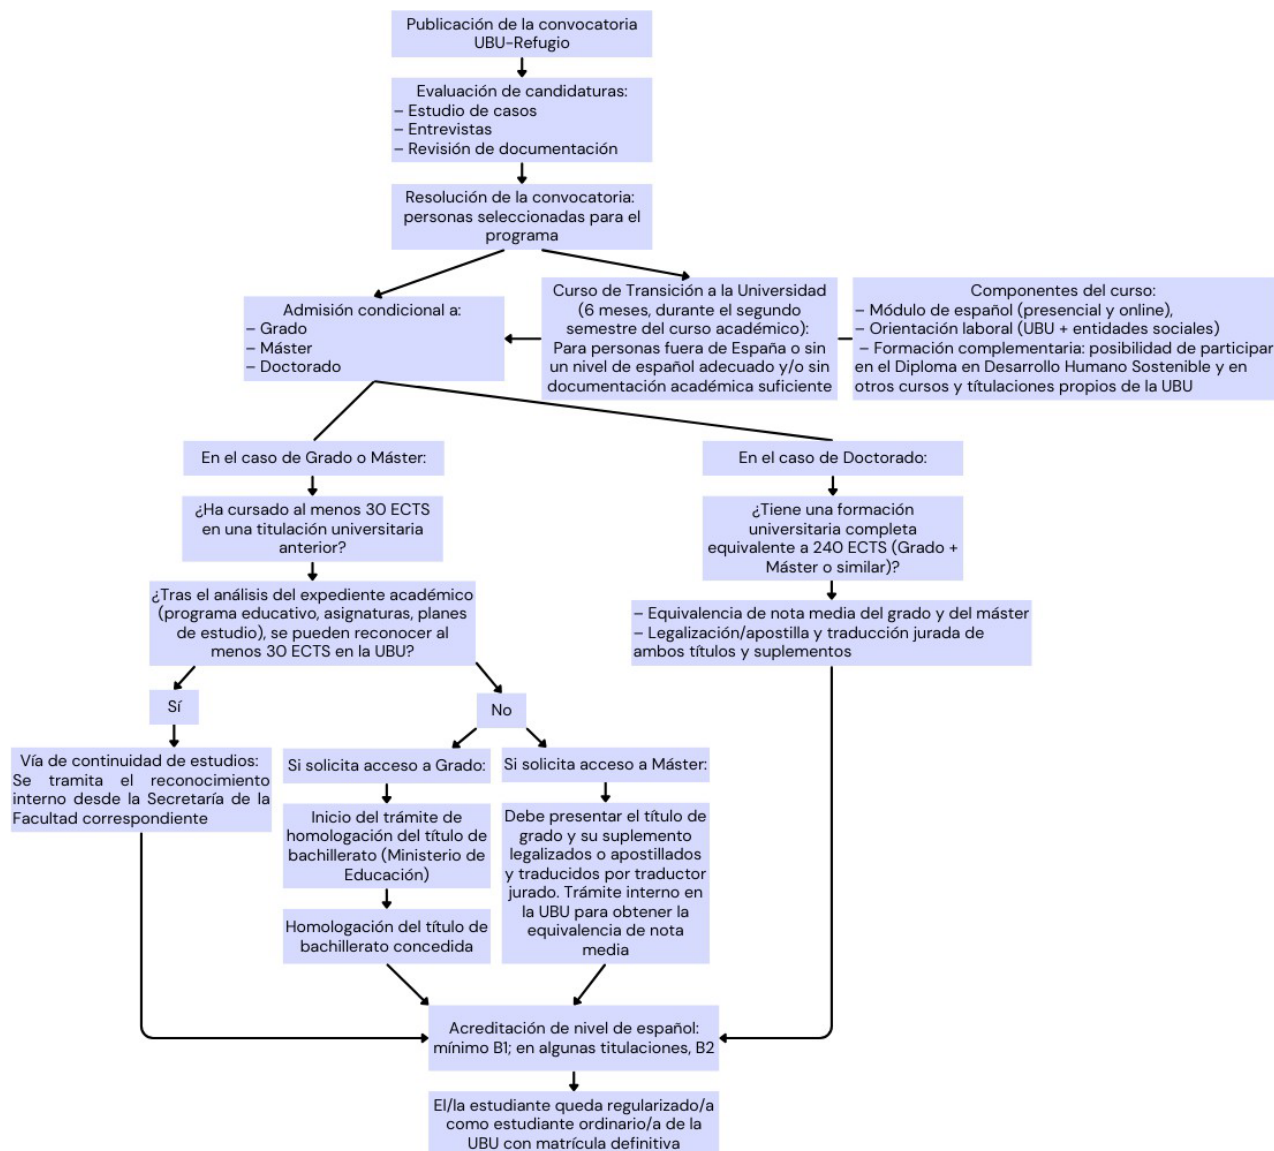 Publicación de la convocatoria
UBU-Refugio
Evaluación de candidaturas:
– Estudio de casos
– Entrevistas
– Revisión de documentación
Resolución de la convocatoria:
personas seleccionadas para el
programa
Admisión condicional a:
– Grado
– Máster
– Doctorado
Curso de Transición a la Universidad
(6 meses, durante el segundo
semestre del curso académico):
Para personas fuera de España o sin
un nivel de español adecuado y/o sin
documentación académica suficiente
Componentes del curso:
– Módulo de español (presencial y online),
– Orientación laboral (UBU + entidades sociales)
– Formación complementaria: posibilidad de participar
en el Diploma en Desarrollo Humano Sostenible y en
otros cursos y títulaciones propios de la UBU
En el caso de Grado o Máster:
¿Ha cursado al menos 30 ECTS
en una titulación universitaria
anterior?
¿Tras el análisis del expediente académico
(programa educativo, asignaturas, planes
de estudio), se pueden reconocer al
menos 30 ECTS en la UBU?
Sí
No
Vía de continuidad de estudios:
Se tramita el reconocimiento
interno desde la Secretaría de la
Facultad correspondiente
Si solicita acceso a Grado:
Inicio del trámite de
homologación del título de
bachillerato (Ministerio de
Educación)
Homologación del título de
bachillerato concedida
Si solicita acceso a Máster:
Debe presentar el título de
grado y su suplemento
legalizados o apostillados
y traducidos por traductor
jurado. Trámite interno en
la UBU para obtener la
equivalencia de nota
media
En el caso de Doctorado:
¿Tiene una formación
universitaria completa
equivalente a 240 ECTS (Grado +
Máster o similar)?
– Equivalencia de nota media del grado y del máster
– Legalización/apostilla y traducción jurada de
ambos títulos y suplementos
Acreditación de nivel de español:
mínimo B1; en algunas titulaciones, B2
El/la estudiante queda regularizado/a
como estudiante ordinario/a de la
UBU con matrícula definitiva